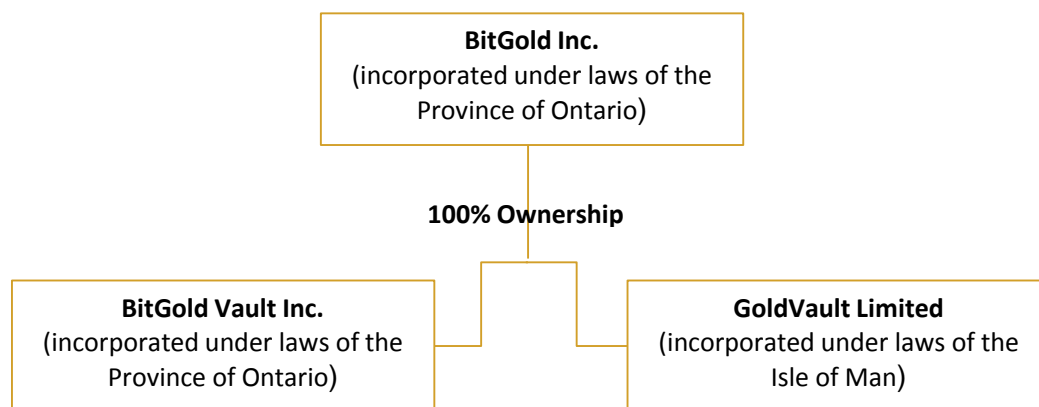 BitGold Inc.
(incorporated under laws of the
Province of Ontario)
100% Ownership
BitGold Vault Inc.
(incorporated under laws of the
Province of Ontario)
GoldVault Limited
(incorporated under laws of the
Isle of Man)